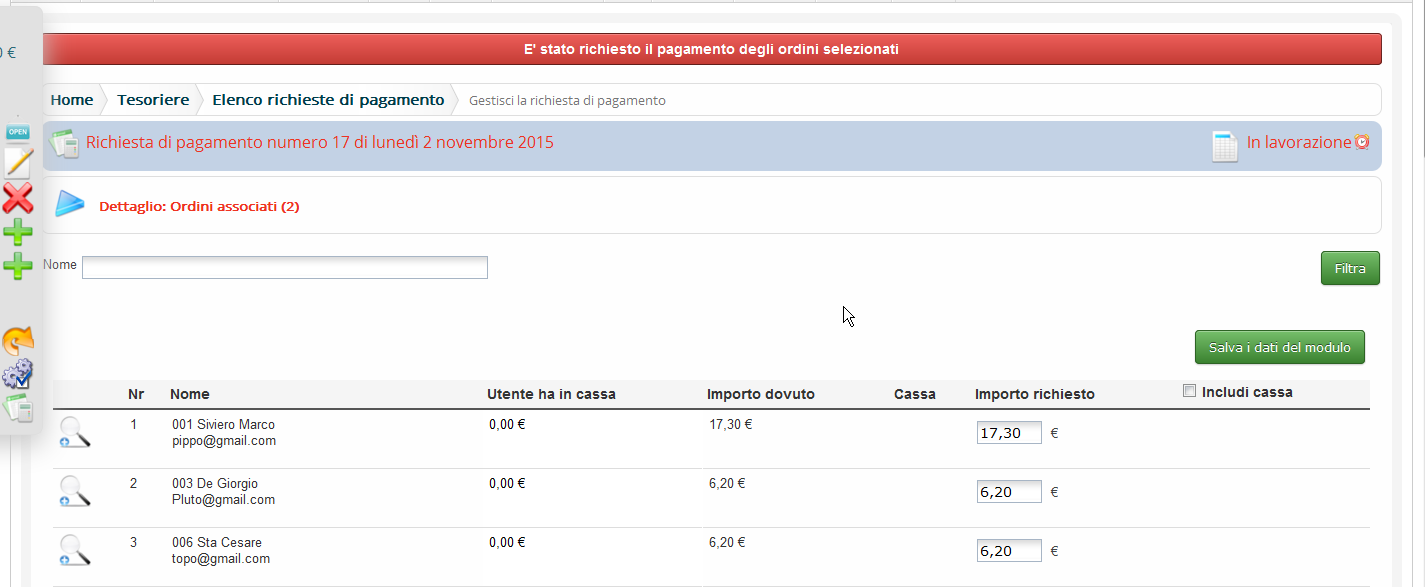 E' stato richiesto il pagamento degli ordini selezionati
0 €
Home Tesoriere Elenco richieste di pagamento Gestisci la richiesta di pagamento
OPEN
Richiesta di pagamento numero 17 di lunedì 2 novembre 2015 In lavorazione
Dettaglio: Ordini associati (2)
Nome Filtra
Salva i dati del modulo
Nr Nome Utente ha in cassa Importo dovuto Cassa Importo richiesto Includi cassa
1 001 Siviero Marco 0,00 € 17,30 € 17,30 €
pippo@gmail.com
2 003 De Giorgio 0,00 € 6,20 € 6,20 €
Pluto@gmail.com
3 006 Sta Cesare 0,00 € 6,20 € 6,20 €
topo@gmail.com